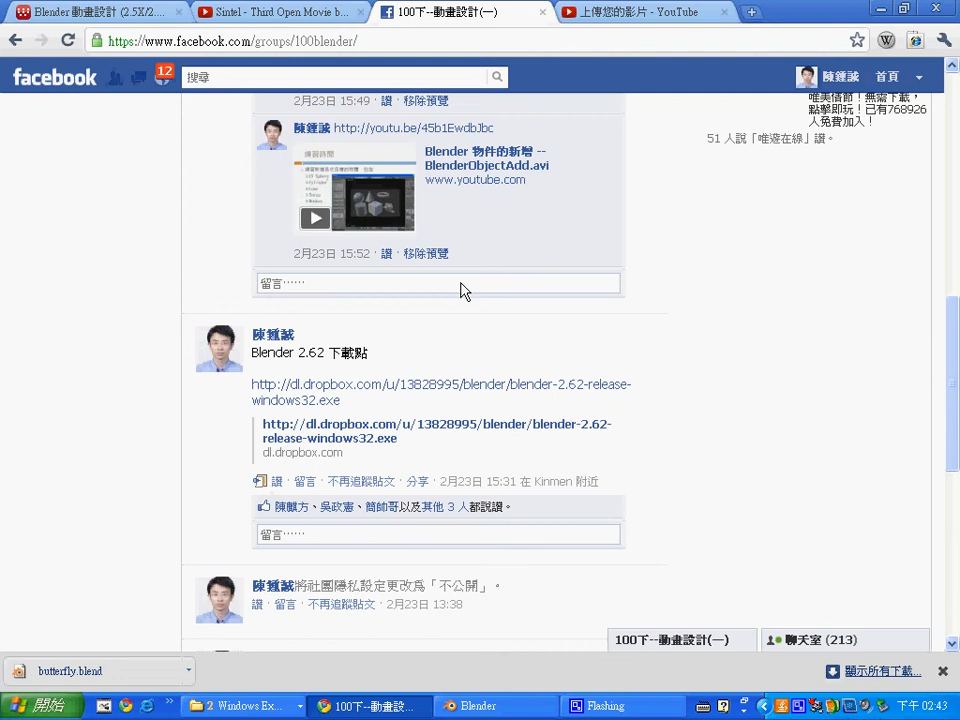 Blender 動畫設計 (2.5X/2....
Sintel - Third Open Movie b...
100下--動畫設計(一)
上傳您的影片 - YouTube
https://www.facebook.com/groups/100blender/
facebook
12
搜尋
陳鍾誠
首頁
2月23日 15:49 · 讚 · 移除預覽
唯美情節！無需下載，
點擊即玩！已有768926
人免費加入！
51 人說「唯遊在線」讚。
陳鍾誠 http://youtu.be/45b1EwdbJbc
練習時間
Blender 物件的新增 --
BlenderObjectAdd.avi
www.youtube.com
2月23日 15:52 · 讚 · 移除預覽
留言……
陳鍾誠
Blender 2.62 下載點
http://dl.dropbox.com/u/13828995/blender/blender-2.62-release-
windows32.exe
http://dl.dropbox.com/u/13828995/blender/blender-2.62-
release-windows32.exe
dl.dropbox.com
讚 · 留言 · 不再追蹤貼文 · 分享 · 2月23日 15:31 在 Kinmen 附近
陳麒方、吳政憲、簡帥哥以及其他 3 人都說讚。
留言……
陳鍾誠將社團隱私設定更改為「不公開」。
讚 · 留言 · 不再追蹤貼文 · 2月23日 13:38
100下--動畫設計(一)
聊天室 (213)
butterfly.blend
顯示所有下載...
開始
2 Windows Ex...
100下--動畫設...
Blender
Flashing
下午 02:43